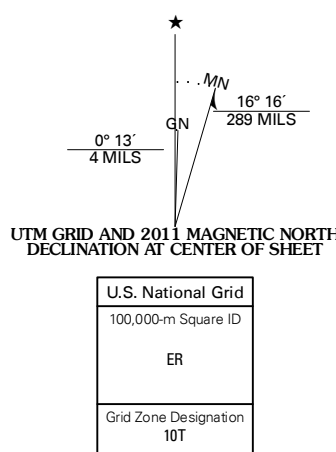 ★
MN
GN
16° 16´
289 MILS
0° 13´
4 MILS
UTM GRID AND 2011 MAGNETIC NORTH
DECLINATION AT CENTER OF SHEET
U.S. National Grid
100,000-m Square ID
ER
Grid Zone Designation
10T